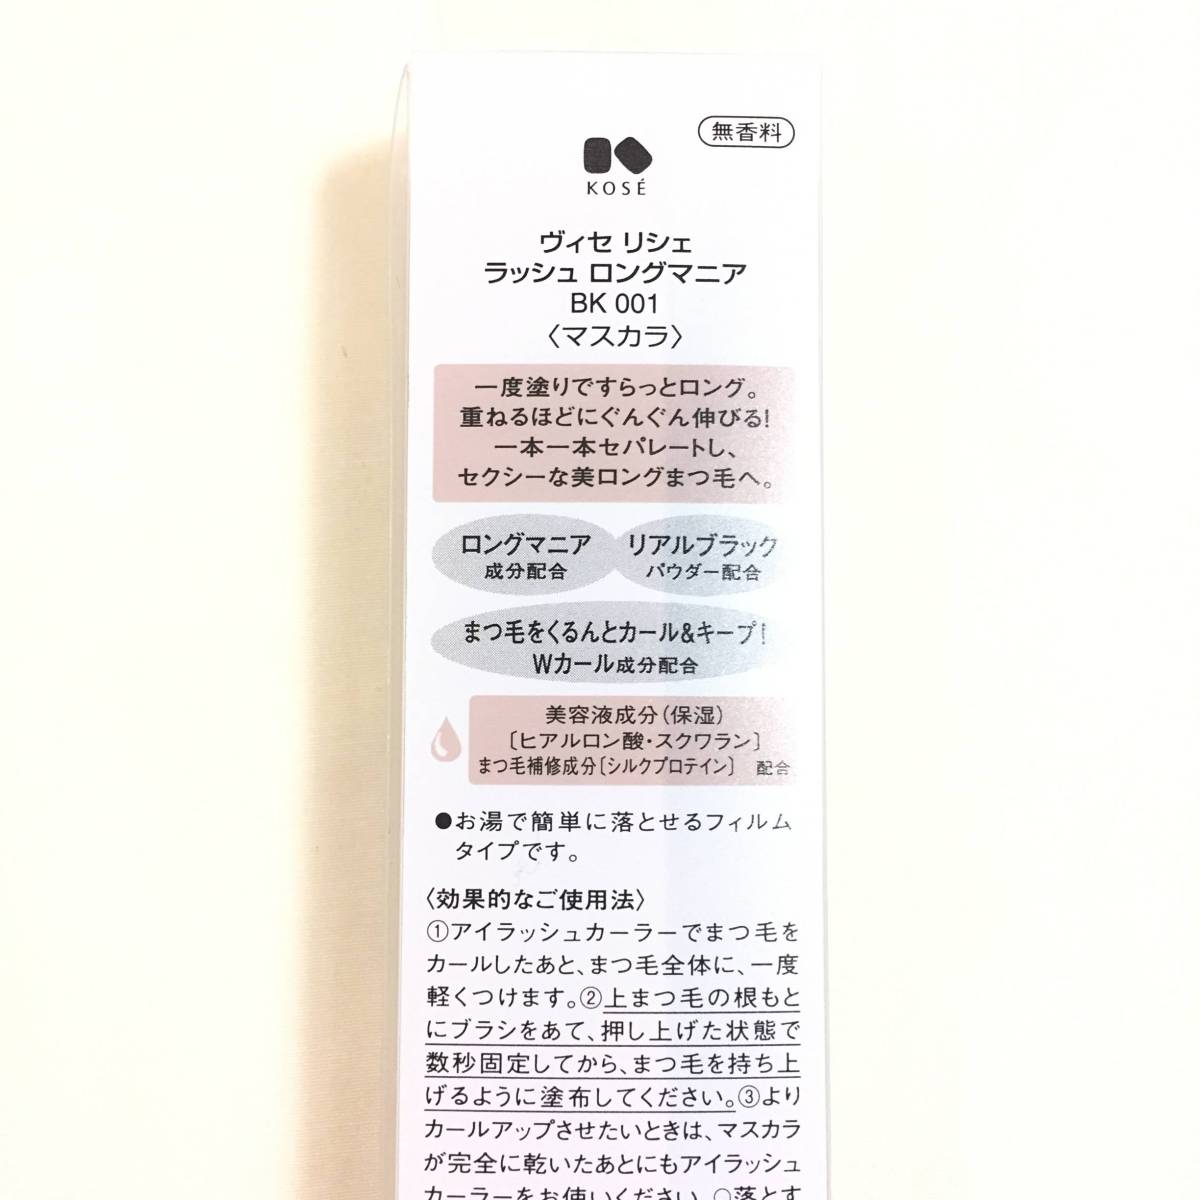 無香料
KOSÉ
ヴィセ リシェ
ラッシュ ロングマニア
BK 001
〈マスカラ〉
一度塗りですらっとロング。
重ねるほどにぐんぐん伸びる!
一本一本セパレートし、
セクシーな美ロングまつ毛へ。
ロングマニア
成分配合
リアルブラック
パウダー配合
まつ毛をくるんとカール&キープ!
Wカール成分配合
美容液成分(保湿)
〔ヒアルロン酸・スクワラン〕
まつ毛補修成分〔シルクプロテイン〕 配合
●お湯で簡単に落とせるフィルム
タイプです。
〈効果的なご使用法〉
①アイラッシュカーラーでまつ毛を
カールしたあと、まつ毛全体に、一度
軽くつけます。②上まつ毛の根もと
にブラシをあて、押し上げた状態で
数秒固定してから、まつ毛を持ち上
げるように塗布してください。③より
カールアップさせたいときは、マスカラ
が完全に乾いたあとにもアイラッシュ
カーラーをお使いください。○落とす